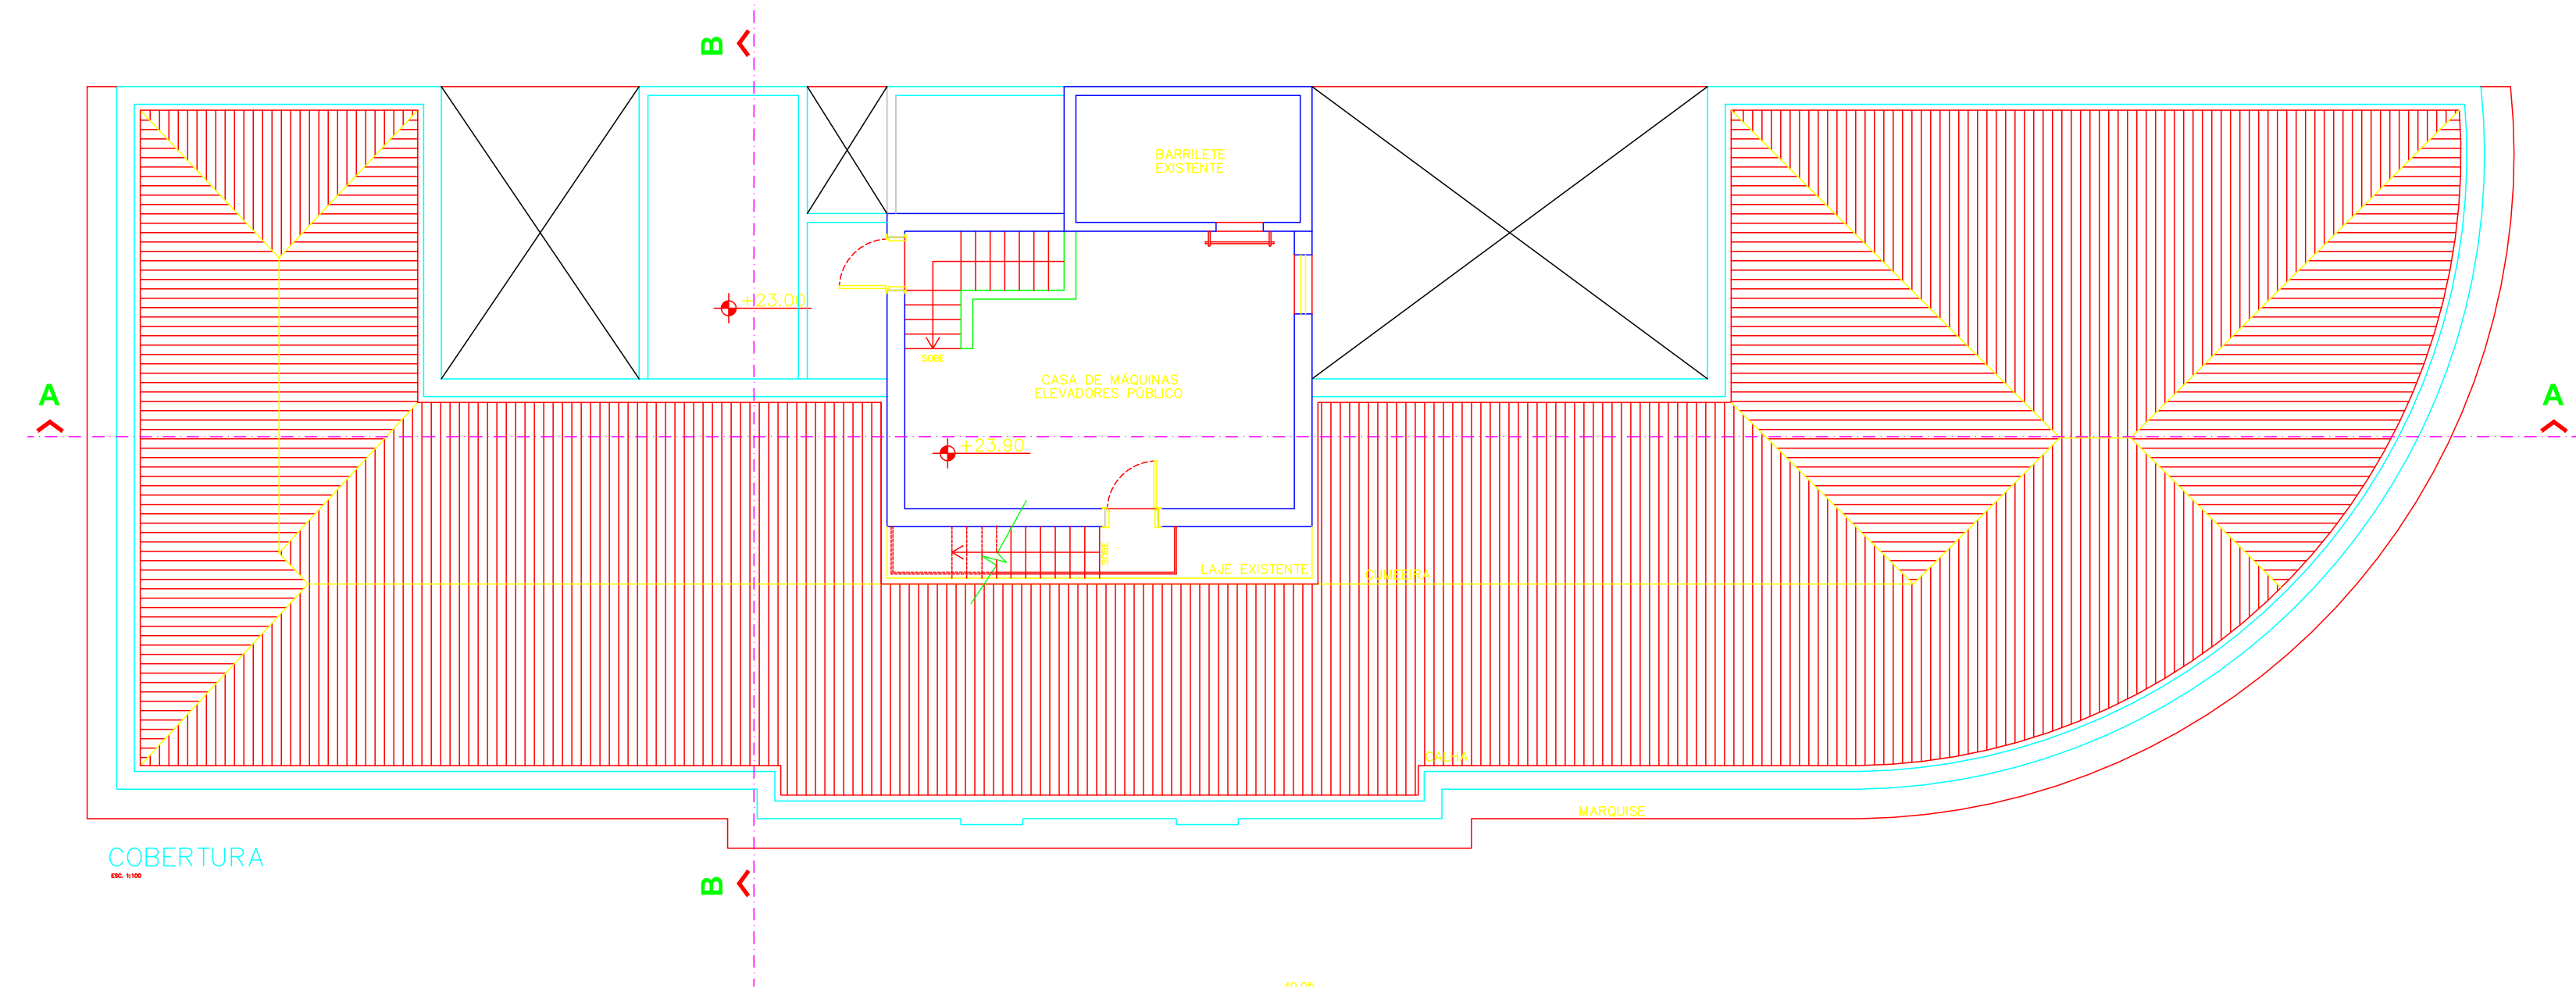 B
BARRILETE
EXISTENTE
+23.00
SOBE
CASA DE MÁQUINAS
ELEVADORES PÚBLICO
A
A
+23.90
SOBE
LAJE EXISTENTE
CUMEEIRA
CALHA
MARQUISE
COBERTURA
ESC. 1:100
B